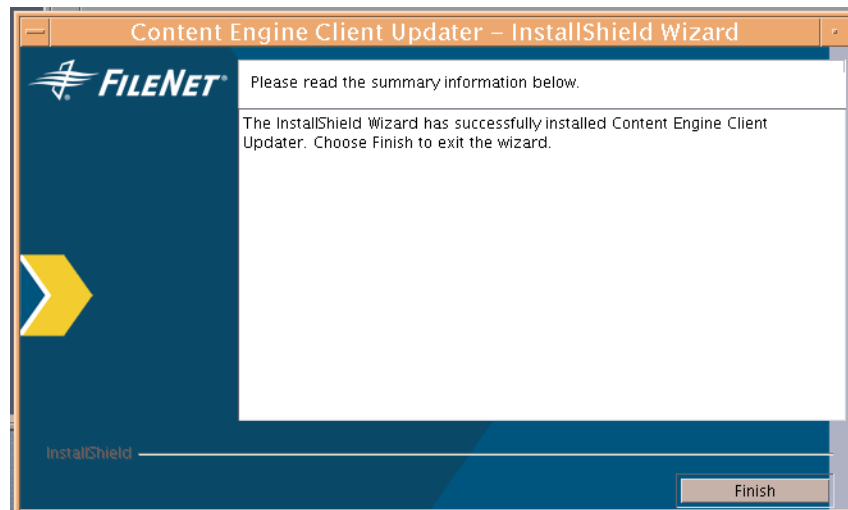 Content Engine Client Updater – InstallShield Wizard
FILENET®
Please read the summary information below.
The InstallShield Wizard has successfully installed Content Engine Client
Updater. Choose Finish to exit the wizard.
InstallShield
Finish